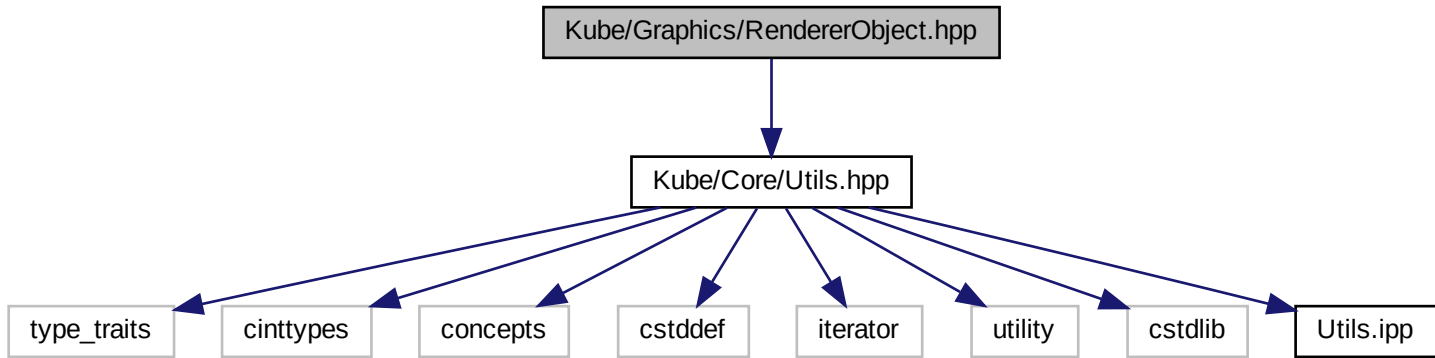 Kube/Graphics/RendererObject.hpp
Kube/Core/Utils.hpp
type_traits
cinttypes
concepts
cstddef
iterator
utility
cstdlib
Utils.ipp